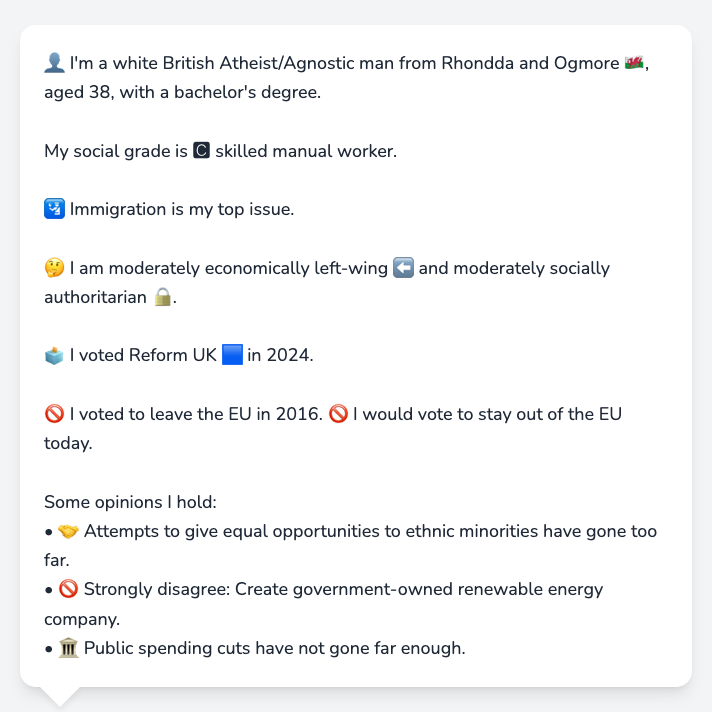 👤 I'm a white British Atheist/Agnostic man from Rhondda and Ogmore 🏴󠁧󠁢󠁷󠁬󠁳󠁿,
aged 38, with a bachelor's degree.
My social grade is 🅲 skilled manual worker.
🛂 Immigration is my top issue.
🤔 I am moderately economically left-wing ⬅️ and moderately socially
authoritarian 🔒.
🗳️ I voted Reform UK 🟦 in 2024.
🚫 I voted to leave the EU in 2016. 🚫 I would vote to stay out of the EU
today.
Some opinions I hold:
• 🤝 Attempts to give equal opportunities to ethnic minorities have gone too
far.
• 🚫 Strongly disagree: Create government-owned renewable energy
company.
• 🏛️ Public spending cuts have not gone far enough.